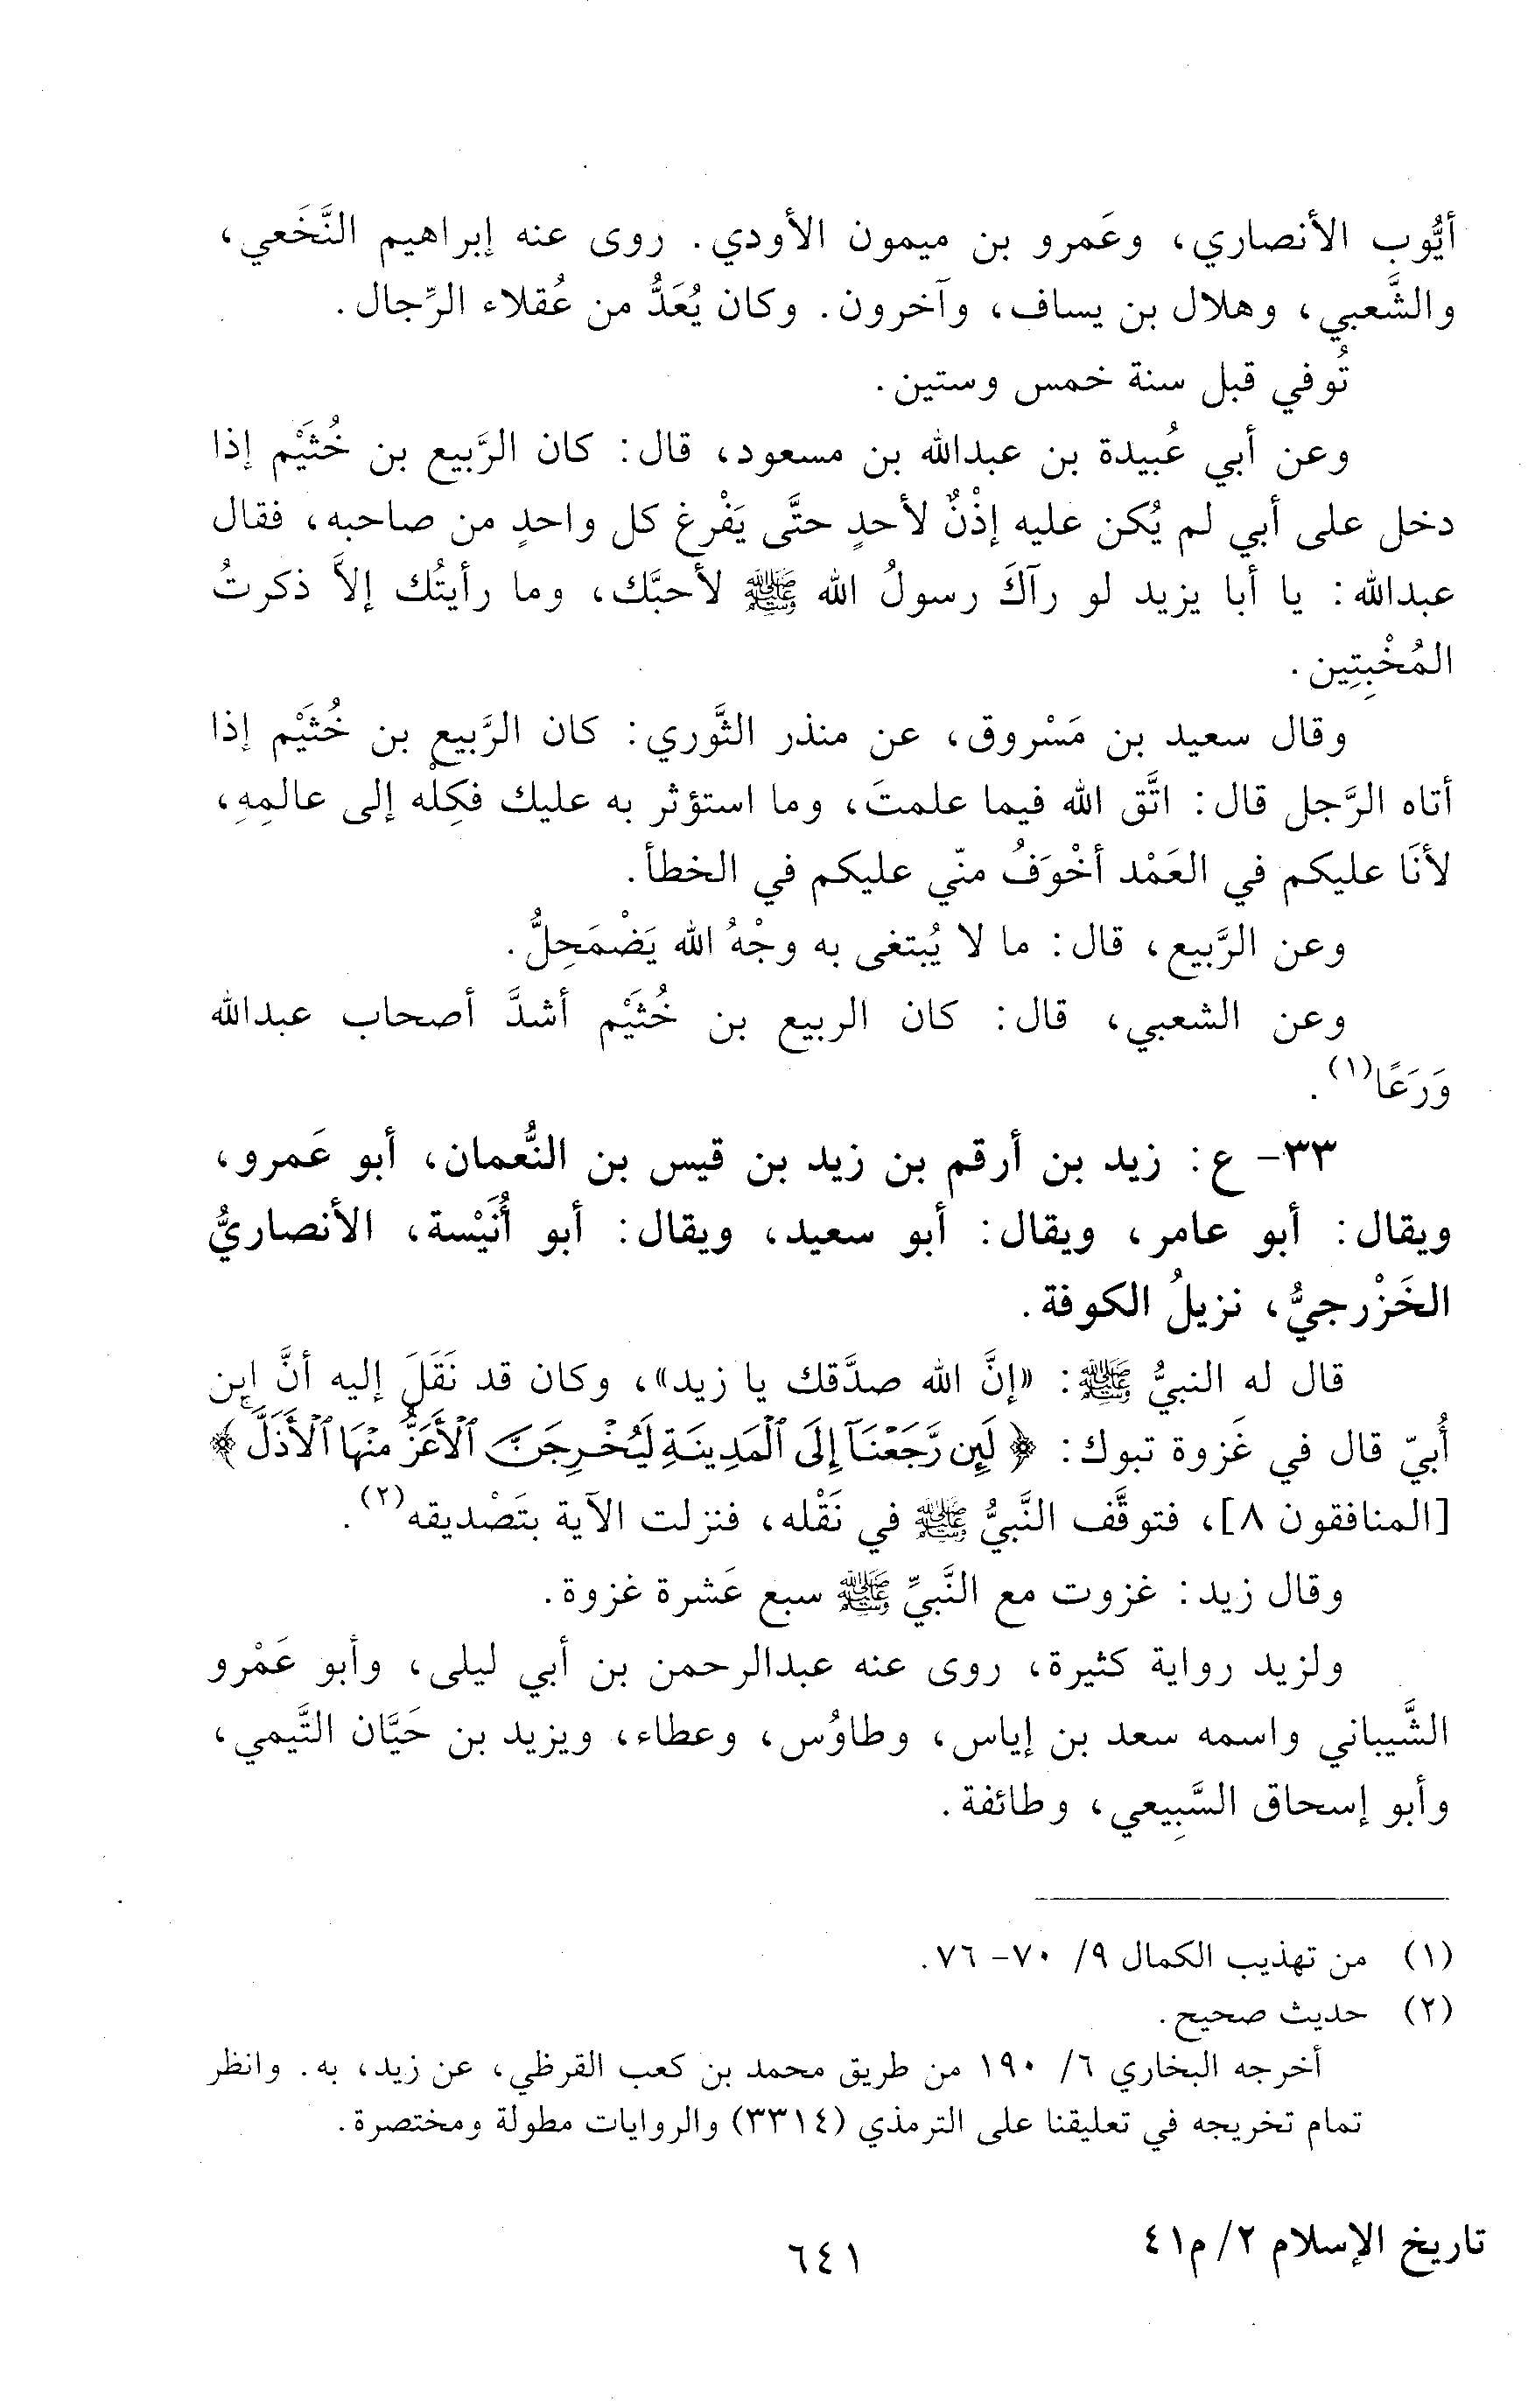 أيُّوب الأنصاري، وعَمرو بن ميمون الأودي. روى عنه إبراهيم النَّخَعي،
والشَّعبي، وهلال بن يساف، وآخرون. وكان يُعَدُّ من عُقلاء الرِّجال.
تُوفي قبل سنة خمس وستين.
وعن أبي عُبيدة بن عبدالله بن مسعود، قال: كان الرَّبيع بن خُثَيْم إذا
دخل على أبي لم يُكن عليه إذْنٌ لأحدٍ حتَّى يَفْرغ كل واحدٍ من صاحبه، فقال
عبدالله: يا أبا يزيد لو رآكَ رسولُ الله ﷺ لأحبَّك، وما رأيتُك إلاَّ ذكرتُ
المُخْبِتِين.
وقال سعيد بن مَسْروق، عن منذر الثَّوري: كان الرَّبيع بن خُثَيْم إذا
أتاه الرَّجل قال: اتَّق الله فيما علمتَ، وما استؤثر به عليك فكِلْه إلى عالمِهِ،
لأنَا عليكم في العَمْد أخْوَفُ منّي عليكم في الخطأ.
وعن الرَّبيع، قال: ما لا يُبتغى به وجْهُ الله يَضْمَحِلُّ.
وعن الشعبي، قال: كان الربيع بن خُثَيْم أشدَّ أصحاب عبدالله
وَرَعًا(١).
٣٣- ع: زيد بن أرقم بن زيد بن قيس بن النُّعمان، أبو عَمرو،
ويقال: أبو عامر، ويقال: أبو سعيد، ويقال: أبو أُنَيْسة، الأنصاريُّ
الخَزْرجيُّ، نزيلُ الكوفة.
قال له النبيُّ ﷺ: «إنَّ الله صدَّقك يا زيد»، وكان قد نَقَلَ إليه أنَّ ابن
أُبيّ قال في غَزوة تبوك: ﴿ لَئِن رَّجَعْنَآ إِلَى ٱلْمَدِينَةِ لَيُخْرِجَنَّ ٱلْأَعَزُّ مِنْهَا ٱلْأَذَلَّ ۚ ﴾
[المنافقون ٨]، فتوقَّف النَّبيُّ ﷺ في نَقْله، فنزلت الآية بتَصْديقه(٢).
وقال زيد: غزوت مع النَّبيِّ ﷺ سبع عَشرة غزوة.
ولزيد رواية كثيرة، روى عنه عبدالرحمن بن أبي ليلى، وأبو عَمْرو
الشَّيباني واسمه سعد بن إياس، وطاوُس، وعطاء، ويزيد بن حَيَّان التَّيمي،
وأبو إسحاق السَّبِيعي، وطائفة.
(١) من تهذيب الكمال ٩/ ٧٠- ٧٦.
(٢) حديث صحيح.
أخرجه البخاري ٦/ ١٩٠ من طريق محمد بن كعب القرظي، عن زيد، به. وانظر
تمام تخريجه في تعليقنا على الترمذي (٣٣١٤) والروايات مطولة ومختصرة.
تاريخ الإسلام ٢/ م٤١
٦٤١